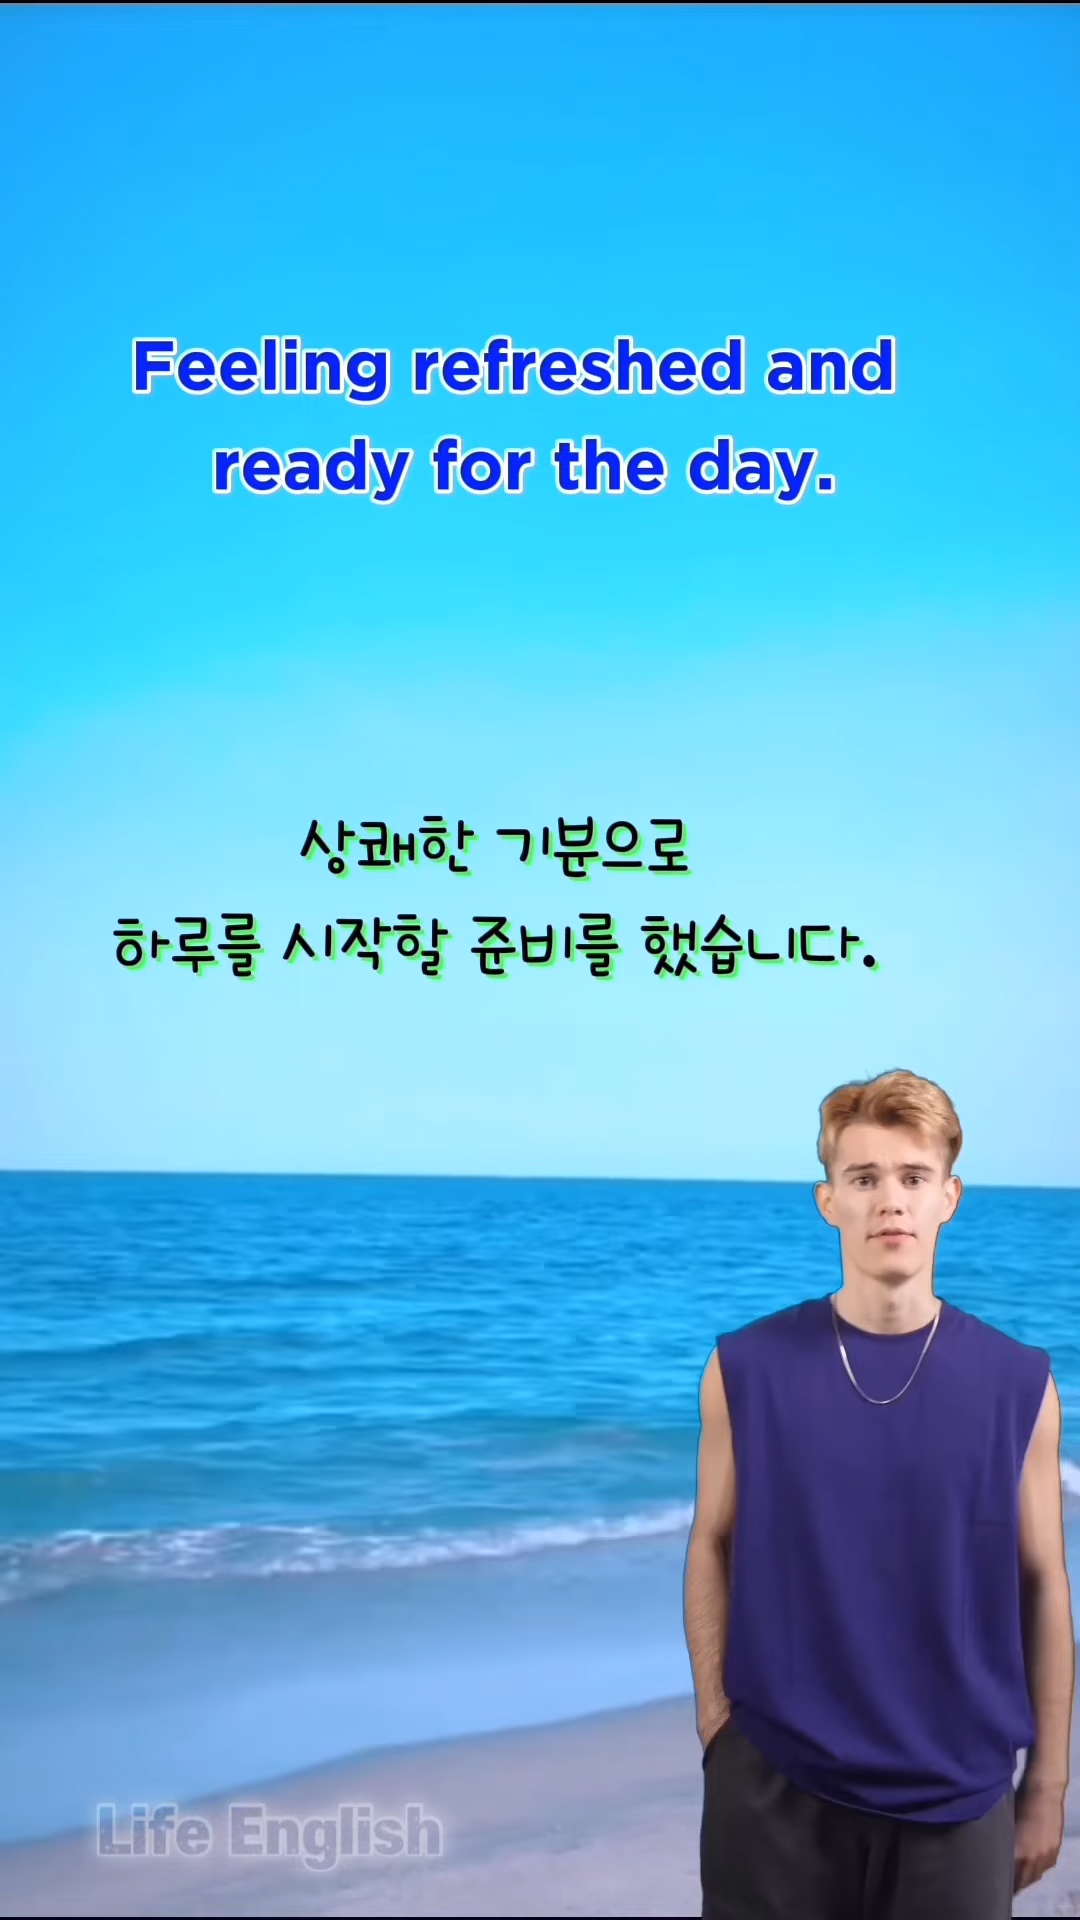 Feeling refreshed and
ready for the day.
상쾌한 기분으로
하루를 시작할 준비를 했습니다.
Life English